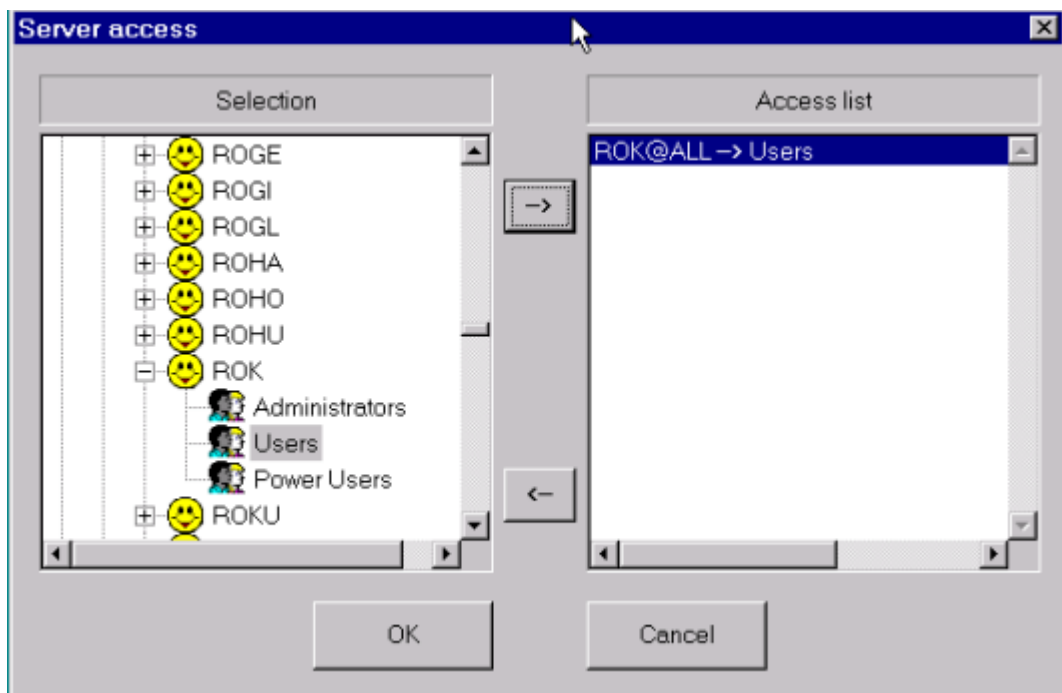 Server access
Selection
ROGE
ROGI
ROGL
ROHA
ROHO
ROHU
ROK
Administrators
Users
Power Users
ROKU
-->
<--
Access list
ROK@ALL --> Users
OK
Cancel